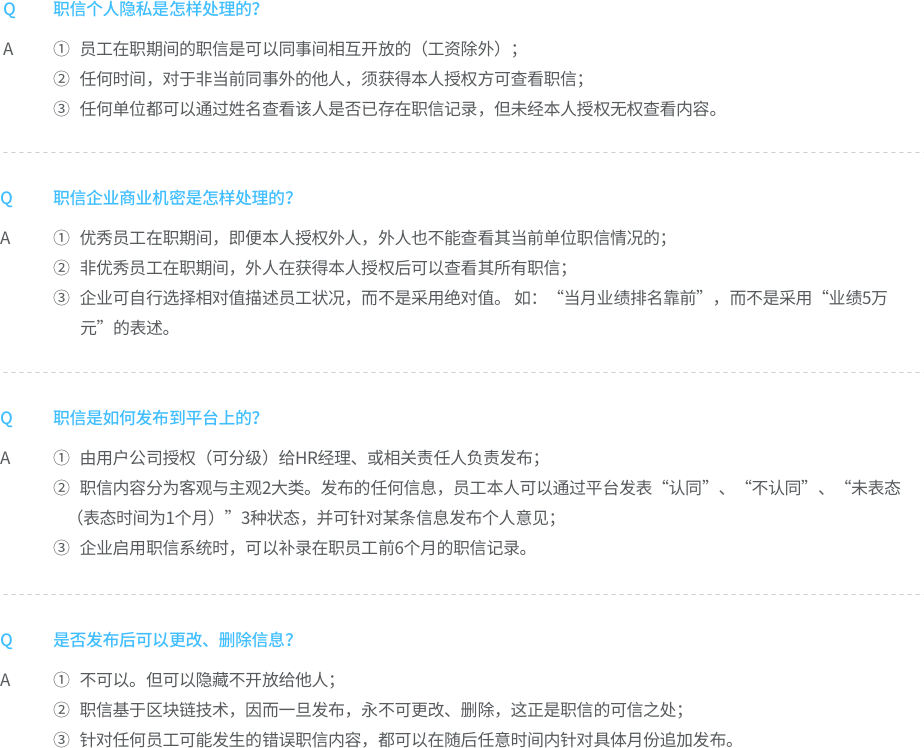 Q 职信个人隐私是怎样处理的?
A ① 员工在职期间的职信是可以同事间相互开放的（工资除外）；
② 任何时间，对于非当前同事外的他人，须获得本人授权方可查看职信；
③ 任何单位都可以通过姓名查看该人是否已存在职信记录，但未经本人授权无权查看内容。
Q 职信企业商业机密是怎样处理的?
A ① 优秀员工在职期间，即便本人授权外人，外人也不能查看其当前单位职信情况的；
② 非优秀员工在职期间，外人在获得本人授权后可以查看其所有职信；
③ 企业可自行选择相对值描述员工状况，而不是采用绝对值。 如：“当月业绩排名靠前”，而不是采用“业绩5万
元”的表述。
Q 职信是如何发布到平台上的?
A ① 由用户公司授权（可分级）给HR经理、或相关责任人负责发布；
② 职信内容分为客观与主观2大类。发布的任何信息，员工本人可以通过平台发表“认同”、“不认同”、“未表态
（表态时间为1个月）”3种状态，并可针对某条信息发布个人意见；
③ 企业启用职信系统时，可以补录在职员工前6个月的职信记录。
Q 是否发布后可以更改、删除信息?
A ① 不可以。但可以隐藏不开放给他人；
② 职信基于区块链技术，因而一旦发布，永不可更改、删除，这正是职信的可信之处；
③ 针对任何员工可能发生的错误职信内容，都可以在随后任意时间内针对具体月份追加发布。